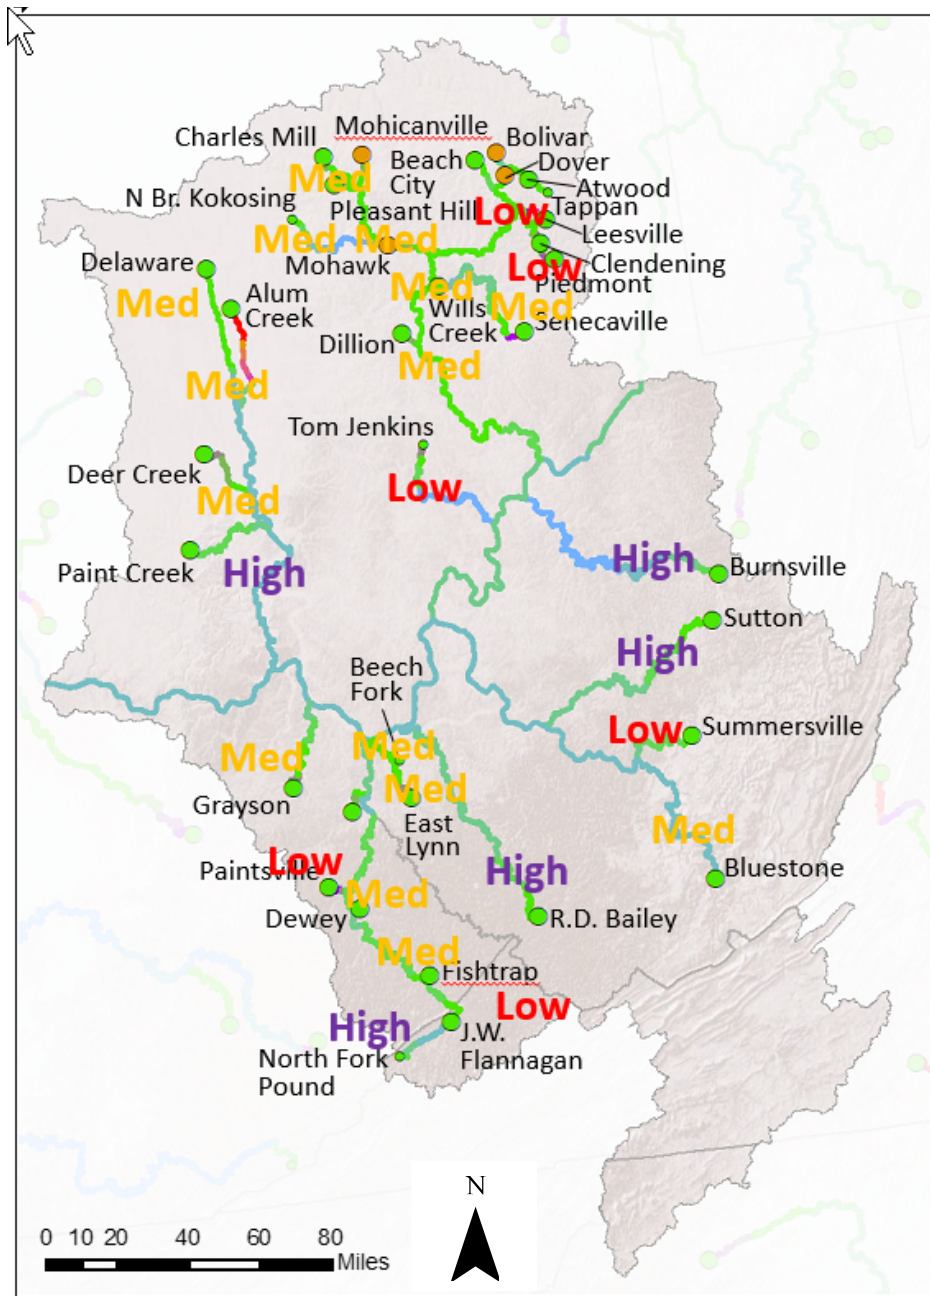 Mohicanville
Charles Mill
Bolivar
Beach
City
Dover
Med
Atwood
N Br. Kokosing
Pleasant Hill
Low
Tappan
Leesville
Med
Med
Mohawk
Clendening
Low
Piedmont
Delaware
Med
Alum
Creek
Med
Wills
Creek
Med
Senecaville
Dillion
Med
Med
Tom Jenkins
Deer Creek
Low
Med
Paint Creek
High
High
Burnsville
Sutton
High
Beech
Fork
Low
Summersville
Med
Med
Grayson
Med
East
Lynn
Med
Bluestone
Low
Paintsville
High
Med
Dewey
R.D. Bailey
Med
Fishtrap
Low
High
J.W.
Flannagan
North Fork
Pound
N
0 10 20 40 60 80
Miles